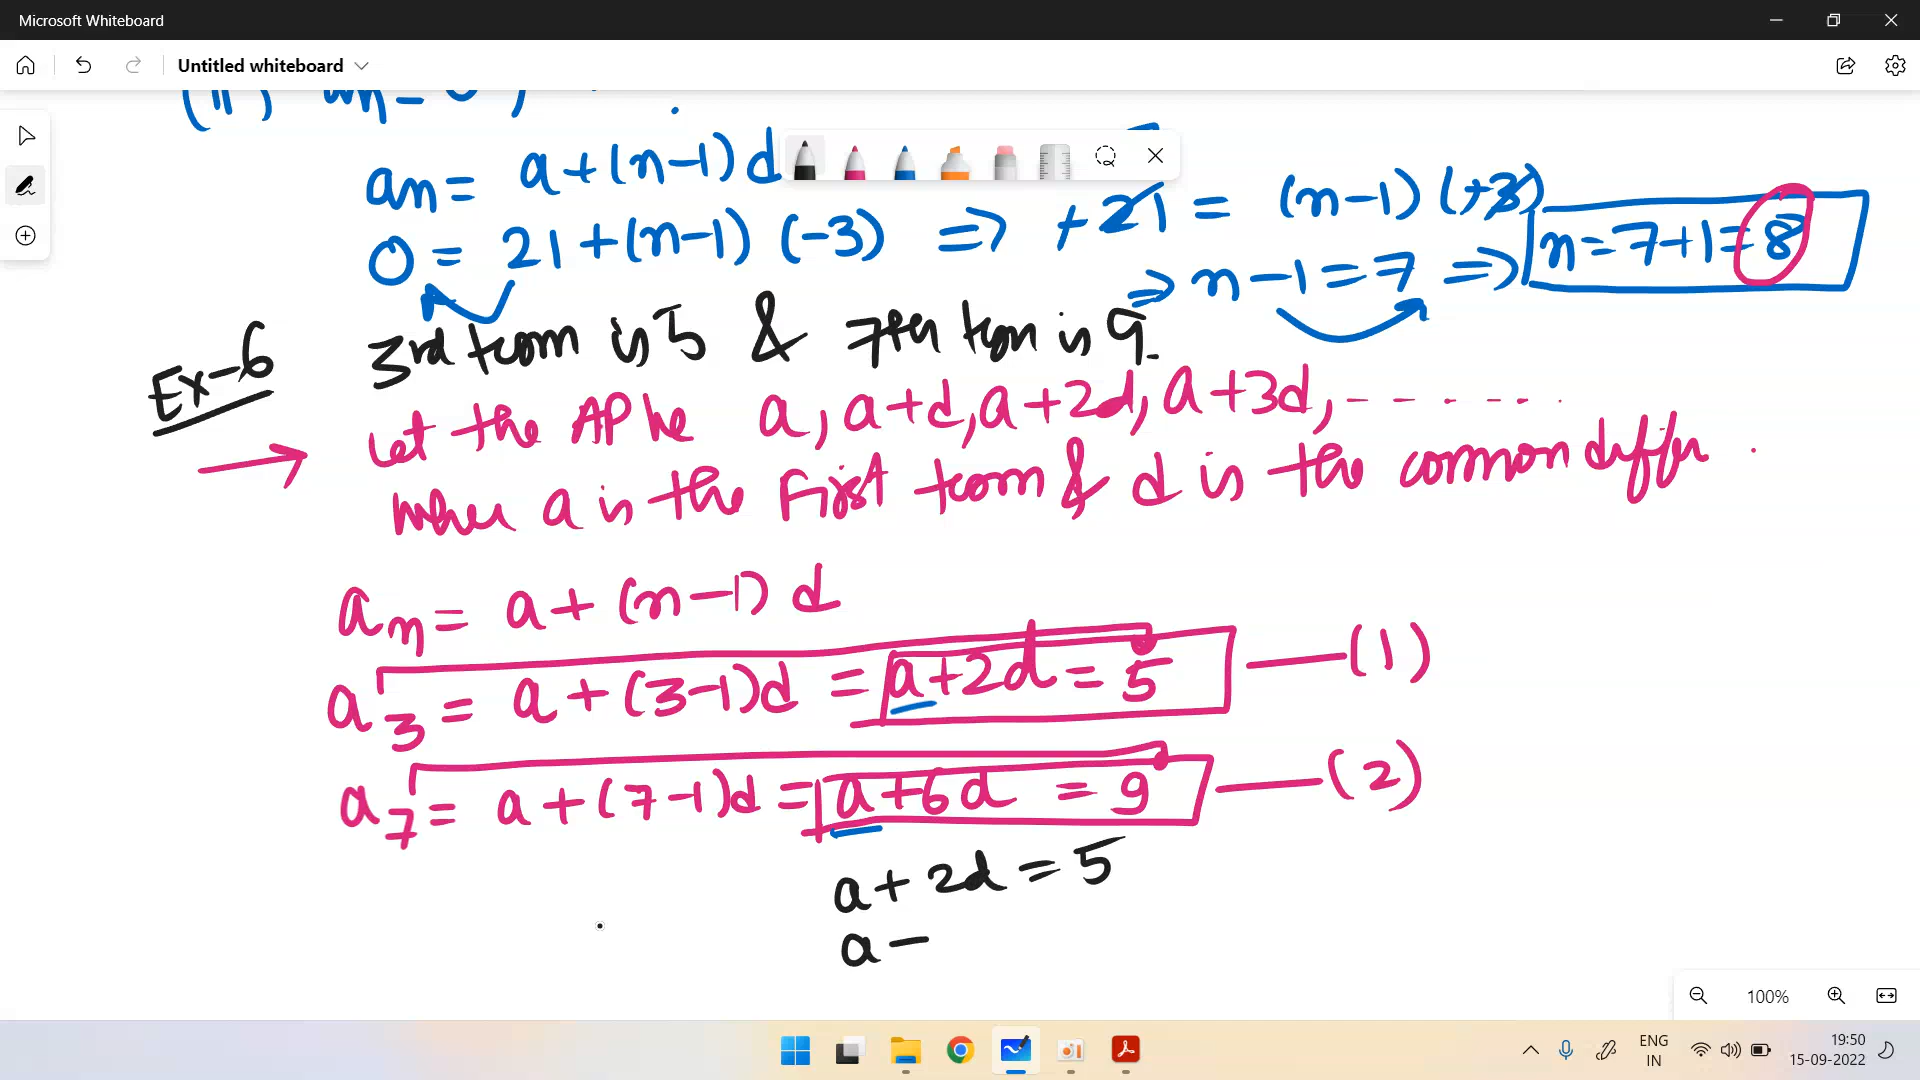 Microsoft Whiteboard
Untitled whiteboard
an = a+(n-1) d
0 = 21+(n-1) (-3) => +21 = (n-1) (+3)
=> n-1=7 => n=7+1=8
Ex-6 3rd term is 5 & 7th term is 9.
Let the AP be a, a+d, a+2d, a+3d, - - - - - -
where a is the First term & d is the common differ
an = a+ (n-1) d
a3 = a+(3-1)d = a+2d = 5 —(1)
a7 = a+(7-1)d = a+6d = 9 —(2)
a+2d=5
a -
100%
ENG
IN
19:50
15-09-2022